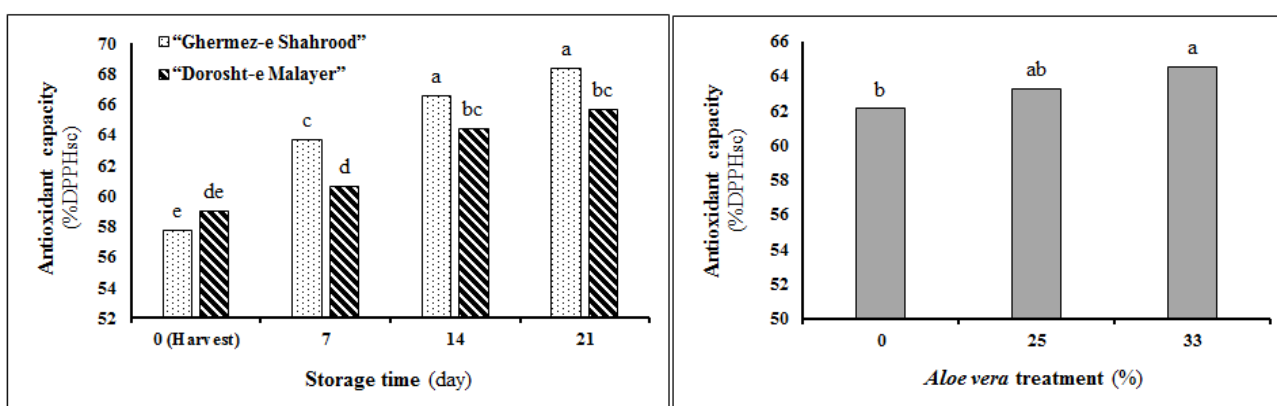 70
68
66
64
62
60
58
56
54
52
Antioxidant capacity
(%DPPHsc)
"Ghermez-e Shahrood"
"Dorosht-e Malayer"
e
de
c
d
a
bc
a
bc
0 (Harvest)
7
14
21
Storage time (day)
66
64
62
60
58
56
54
52
50
Antioxidant capacity
(%DPPHsc)
b
ab
a
0
25
33
Aloe vera treatment (%)